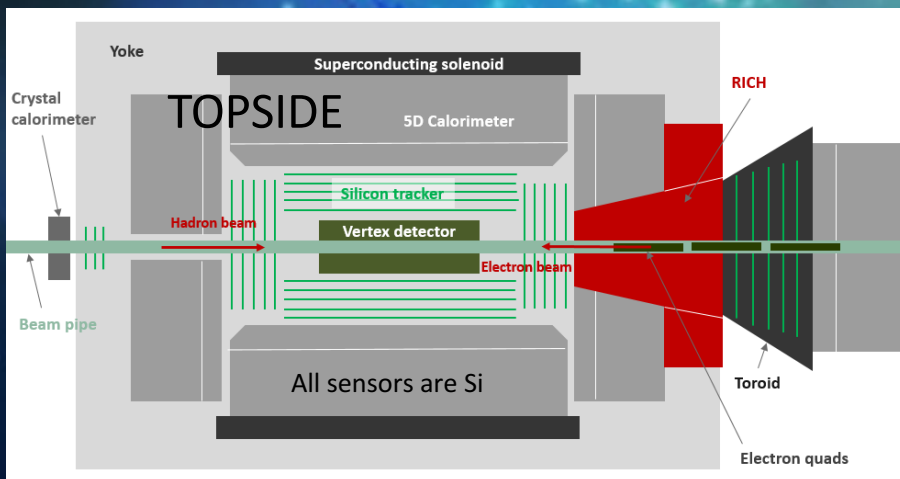 Yoke
Superconducting solenoid
RICH
Crystal
calorimeter
TOPSIDE
5D Calorimeter
Silicon tracker
Hadron beam
Vertex detector
Electron beam
Beam pipe
All sensors are Si
Toroid
Electron quads